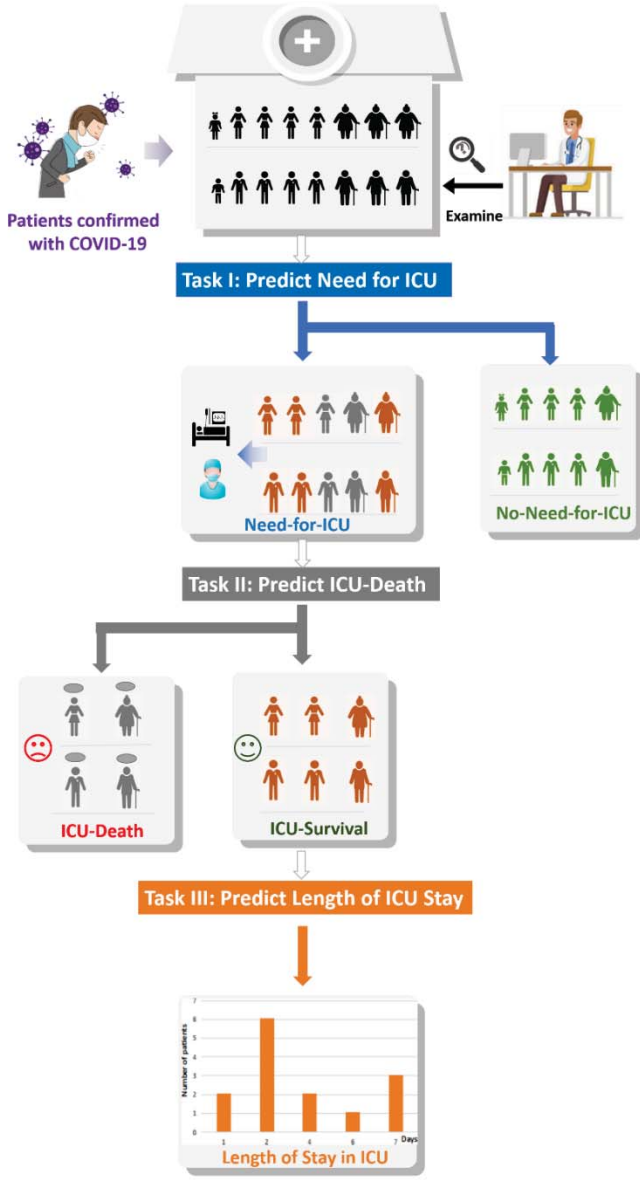 Patients confirmed
with COVID-19
Examine
Task I: Predict Need for ICU
Need-for-ICU
No-Need-for-ICU
Task II: Predict ICU-Death
ICU-Death
ICU-Survival
Task III: Predict Length of ICU Stay
Number of patients
7
6
5
4
3
2
1
0
1 2 4 6 7 Days
Length of Stay in ICU